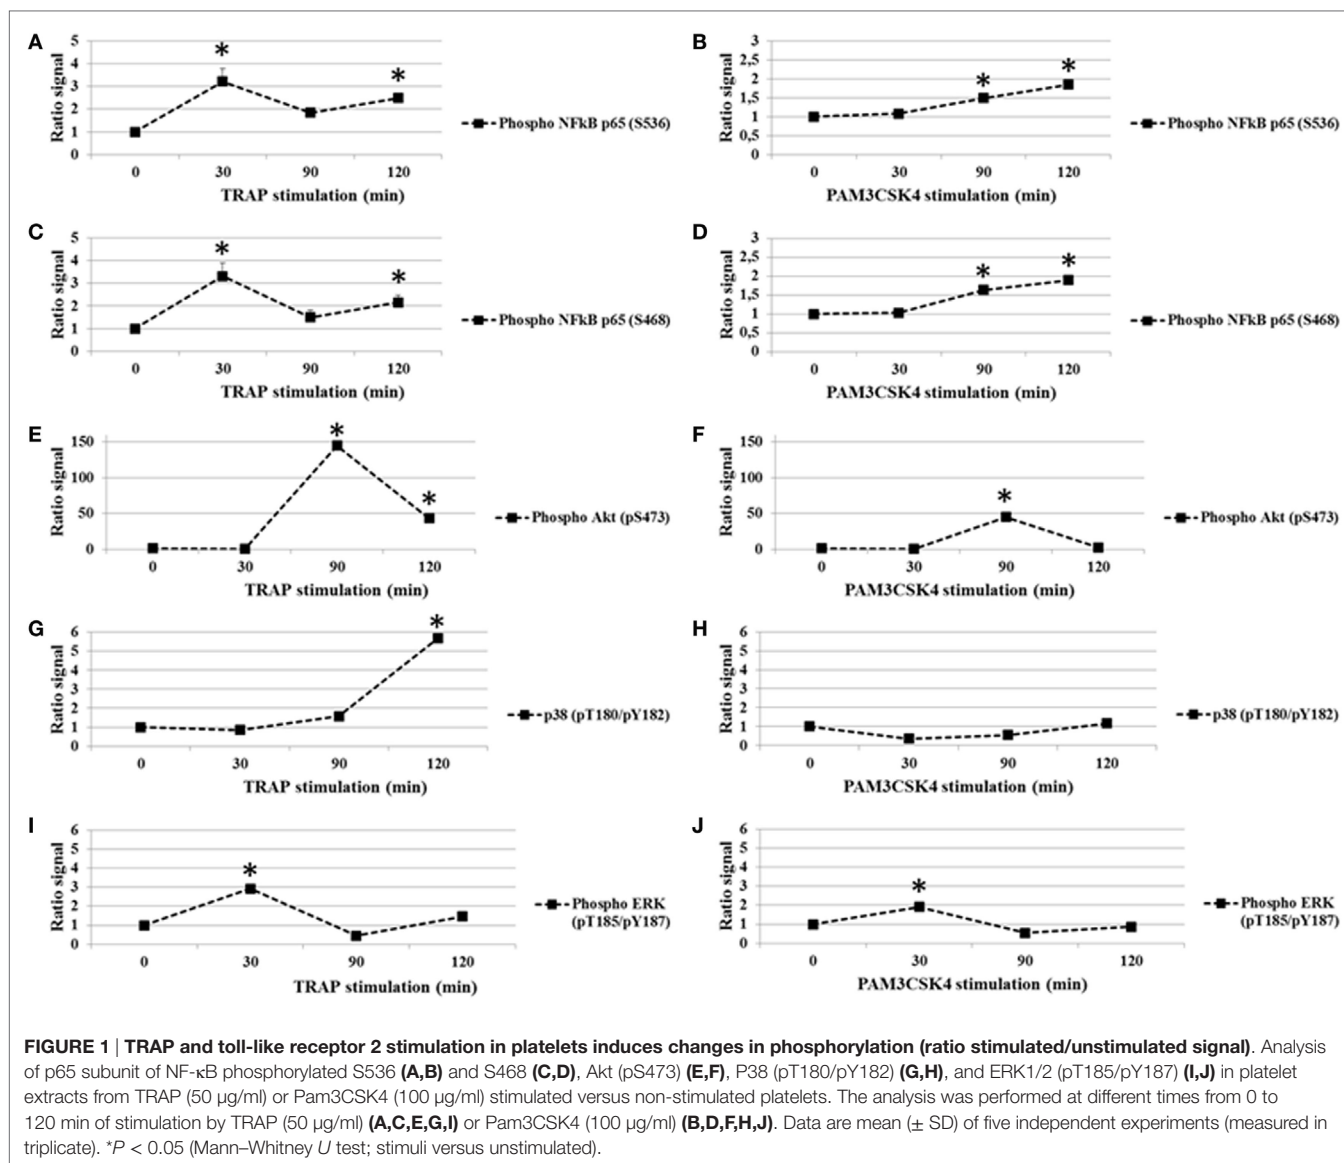 A
Ratio signal
5
4
3
2
1
0
0 30 90 120
TRAP stimulation (min)
Phospho NFkB p65 (S536)
B
Ratio signal
3
2,5
2
1,5
1
0,5
0
0 30 90 120
PAM3CSK4 stimulation (min)
Phospho NFkB p65 (S536)
C
Ratio signal
5
4
3
2
1
0
0 30 90 120
TRAP stimulation (min)
Phospho NFkB p65 (S468)
D
Ratio signal
3
2,5
2
1,5
1
0,5
0
0 30 90 120
PAM3CSK4 stimulation (min)
Phospho NFkB p65 (S468)
E
Ratio signal
150
100
50
0
0 30 90 120
TRAP stimulation (min)
Phospho Akt (pS473)
F
Ratio signal
150
100
50
0
0 30 90 120
PAM3CSK4 stimulation (min)
Phospho Akt (pS473)
G
Ratio signal
6
5
4
3
2
1
0
0 30 90 120
TRAP stimulation (min)
p38 (pT180/pY182)
H
Ratio signal
6
5
4
3
2
1
0
0 30 90 120
PAM3CSK4 stimulation (min)
p38 (pT180/pY182)
I
Ratio signal
6
5
4
3
2
1
0
0 30 90 120
TRAP stimulation (min)
Phospho ERK
(pT185/pY187)
J
Ratio signal
6
5
4
3
2
1
0
0 30 90 120
PAM3CSK4 stimulation (min)
Phospho ERK
(pT185/pY187)
FIGURE 1 | TRAP and toll-like receptor 2 stimulation in platelets induces changes in phosphorylation (ratio stimulated/unstimulated signal). Analysis
of p65 subunit of NF-κB phosphorylated S536 (A,B) and S468 (C,D), Akt (pS473) (E,F), P38 (pT180/pY182) (G,H), and ERK1/2 (pT185/pY187) (I,J) in platelet
extracts from TRAP (50 μg/ml) or Pam3CSK4 (100 μg/ml) stimulated versus non-stimulated platelets. The analysis was performed at different times from 0 to
120 min of stimulation by TRAP (50 μg/ml) (A,C,E,G,I) or Pam3CSK4 (100 μg/ml) (B,D,F,H,J). Data are mean (± SD) of five independent experiments (measured in
triplicate). *P < 0.05 (Mann–Whitney U test; stimuli versus unstimulated).